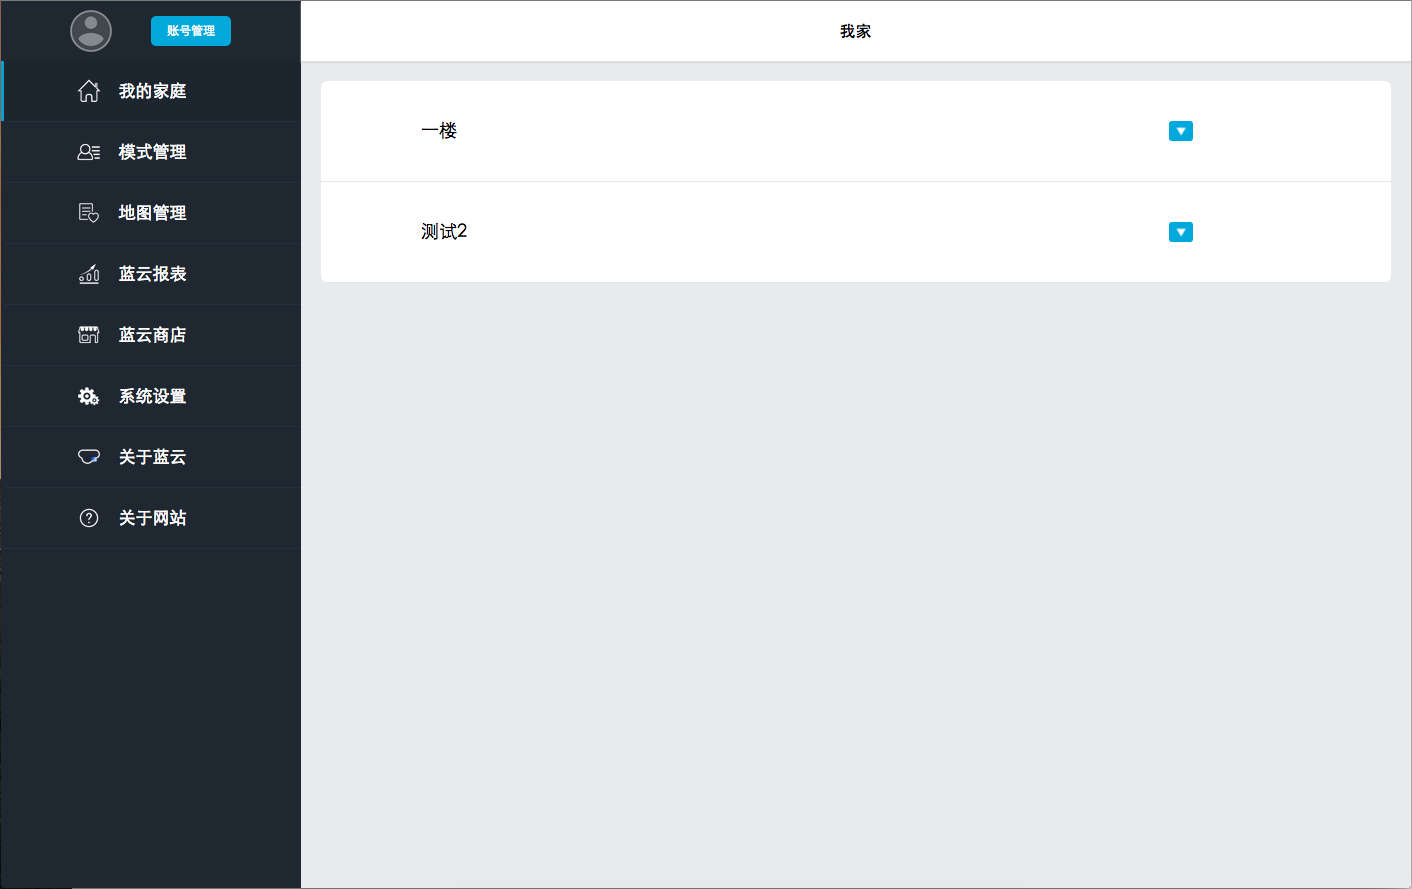 账号管理
我家
我的家庭
模式管理
地图管理
蓝云报表
蓝云商店
系统设置
关于蓝云
关于网站
一楼
测试2